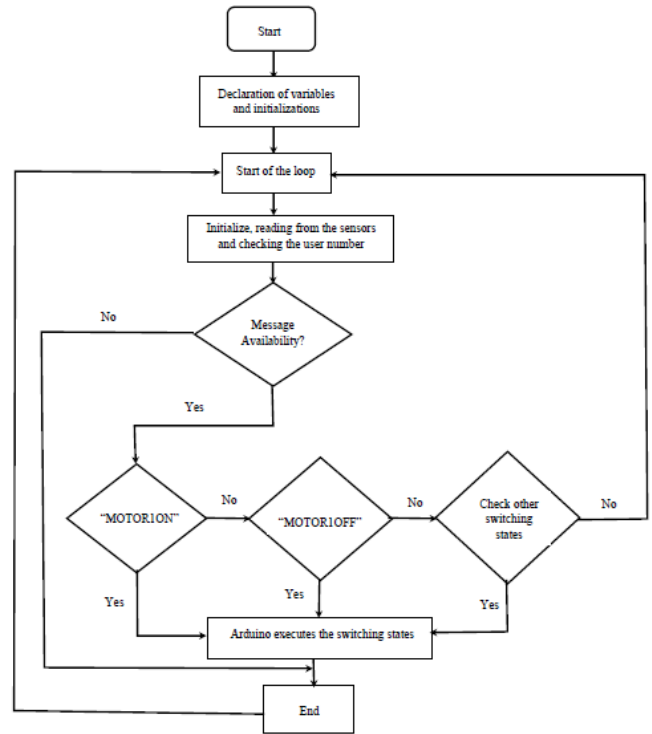 Start
Declaration of variables
and initializations
Start of the loop
Initialize, reading from the sensors
and checking the user number
Message
Availability?
No
Yes
“MOTOR1ON”
No
“MOTOR1OFF”
No
Check other
switching
states
No
Yes
Yes
Yes
Arduino executes the switching states
End